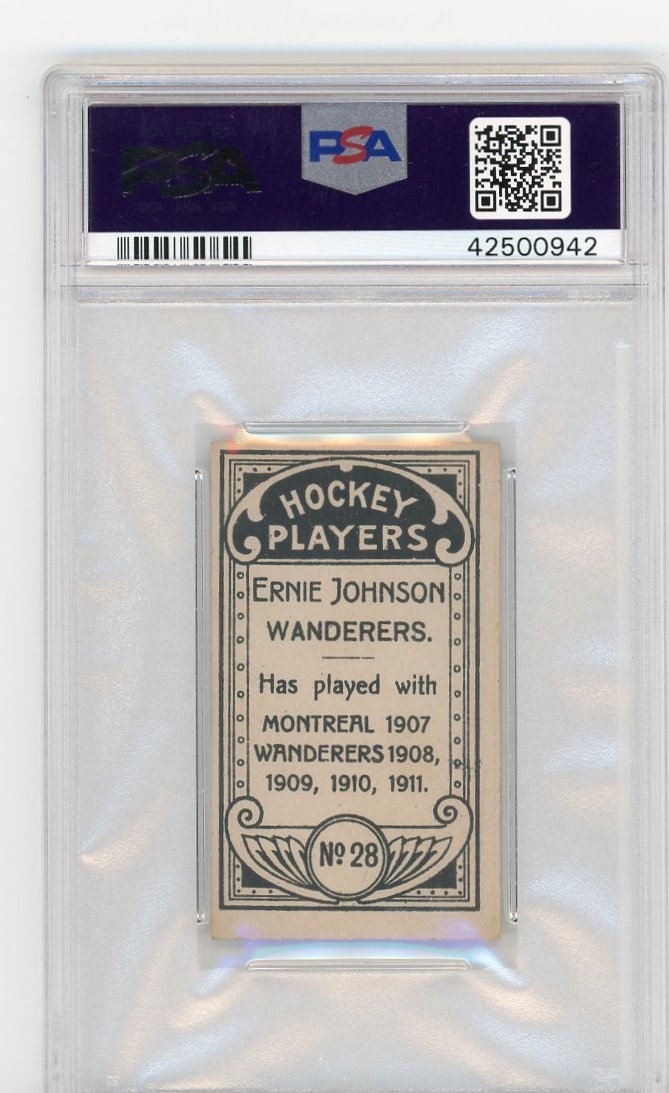 PSA
PSA
42500942
HOCKEY
PLAYERS
ERNIE JOHNSON
WANDERERS.
Has played with
MONTREAL 1907
WANDERERS 1908,
1909, 1910, 1911.
Nº 28